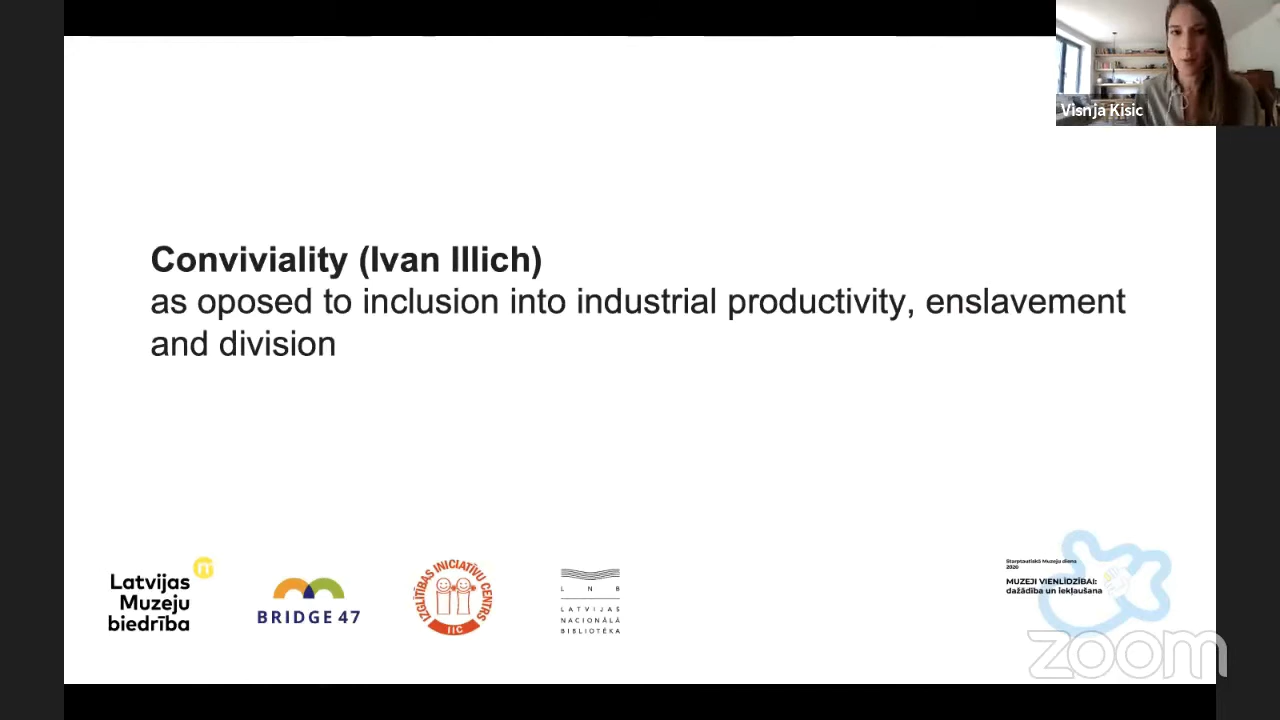 Visnja Kisic
Conviviality (Ivan Illich)
as oposed to inclusion into industrial productivity, enslavement
and division
Latvijas
Muzeju
biedrība
m
BRIDGE 47
IZGLĪTĪBAS INICIATĪVU CENTRS
IIC
L N B
LATVIJAS
NACIONĀLĀ
BIBLIOTĒKA
Starptautiskā Muzeju diena
2020
MUZEJI VIENLĪDZĪBAI:
dažādība un iekļaušana
zoom